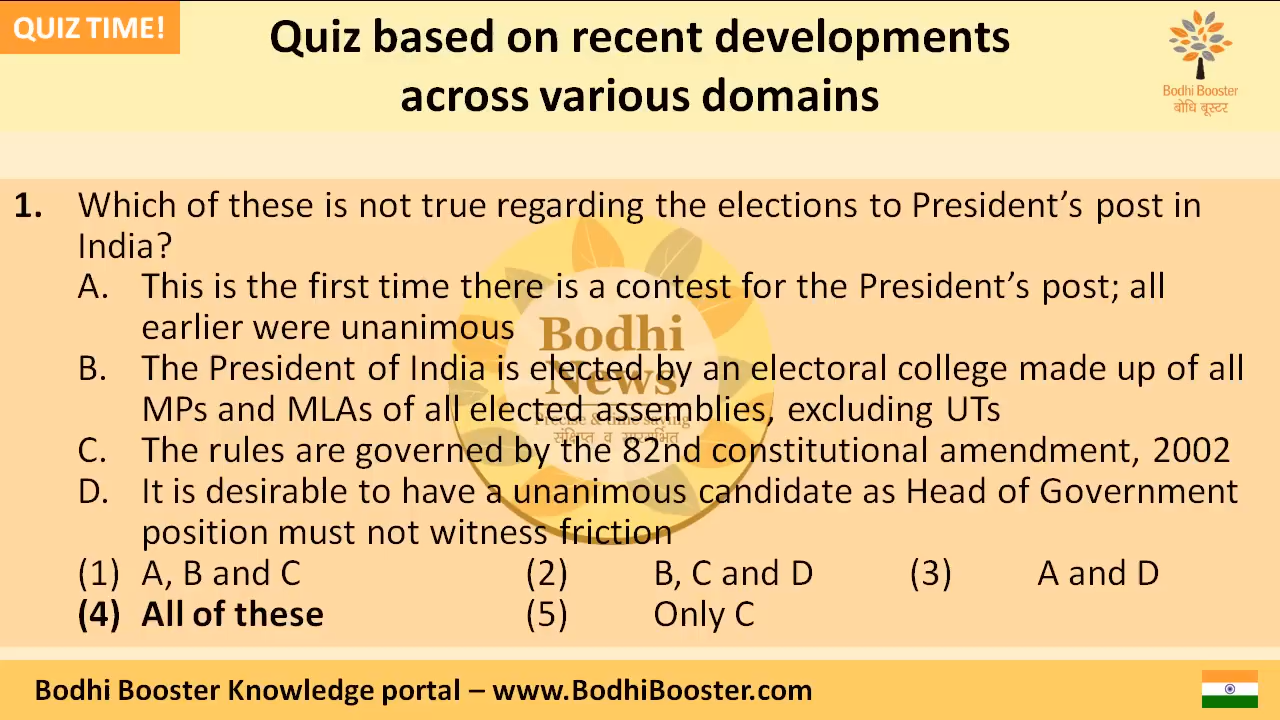 QUIZ TIME!
Quiz based on recent developments
across various domains
Bodhi Booster
बोधि बूस्टर
1. Which of these is not true regarding the elections to President’s post in
India?
A. This is the first time there is a contest for the President’s post; all
earlier were unanimous
B. The President of India is elected by an electoral college made up of all
MPs and MLAs of all elected assemblies, excluding UTs
C. The rules are governed by the 82nd constitutional amendment, 2002
D. It is desirable to have a unanimous candidate as Head of Government
position must not witness friction
(1) A, B and C (2) B, C and D (3) A and D
(4) All of these (5) Only C
Bodhi
News
Precise & time saving
संक्षिप्त व सारगर्भित
Bodhi Booster Knowledge portal – www.BodhiBooster.com